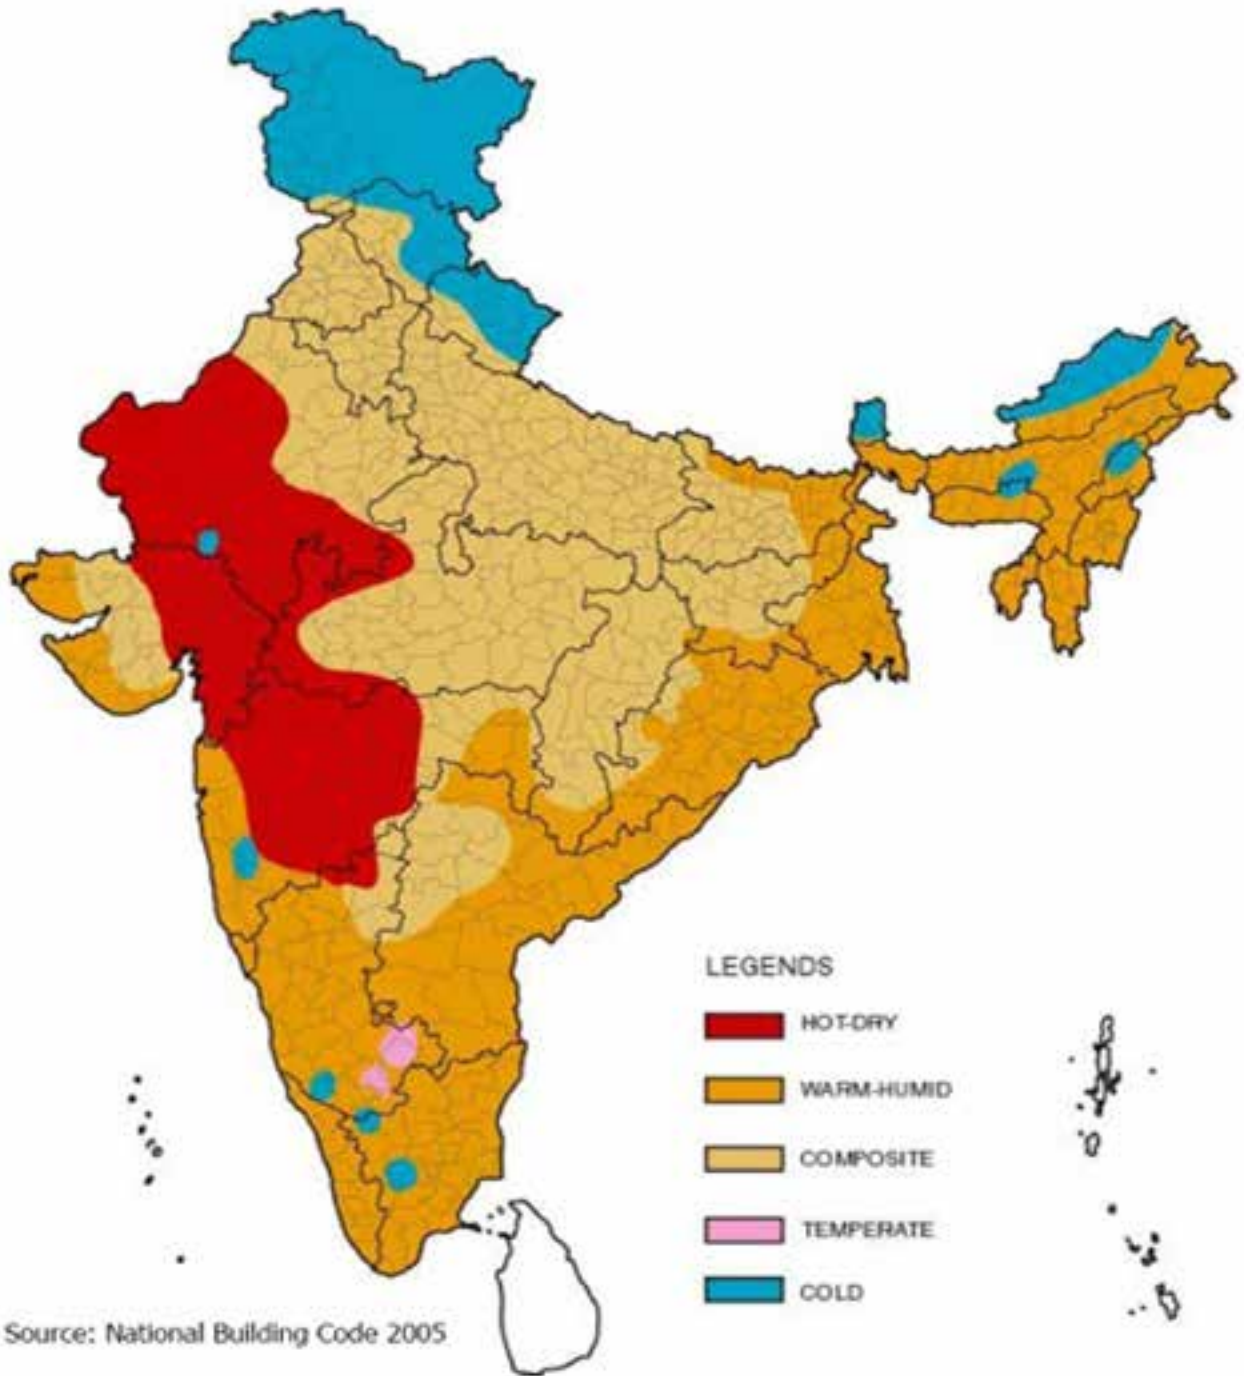 LEGENDS
HOT-DRY
WARM-HUMID
COMPOSITE
TEMPERATE
COLD
Source: National Building Code 2005